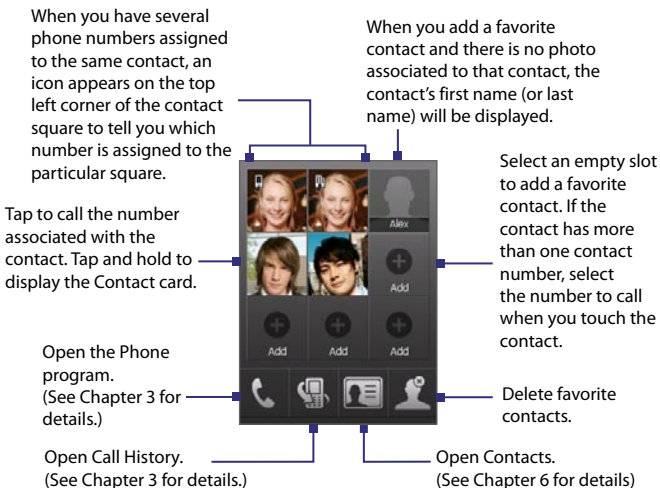 When you have several
phone numbers assigned
to the same contact, an
icon appears on the top
left corner of the contact
square to tell you which
number is assigned to the
particular square.
When you add a favorite
contact and there is no photo
associated to that contact, the
contact's first name (or last
name) will be displayed.
Tap to call the number
associated with the
contact. Tap and hold to
display the Contact card.
Select an empty slot
to add a favorite
contact. If the
contact has more
than one contact
number, select
the number to call
when you touch the
contact.
Alex
Add
Add
Add
Add
Open the Phone
program.
(See Chapter 3 for
details.)
Delete favorite
contacts.
Open Call History.
(See Chapter 3 for details.)
Open Contacts.
(See Chapter 6 for details)